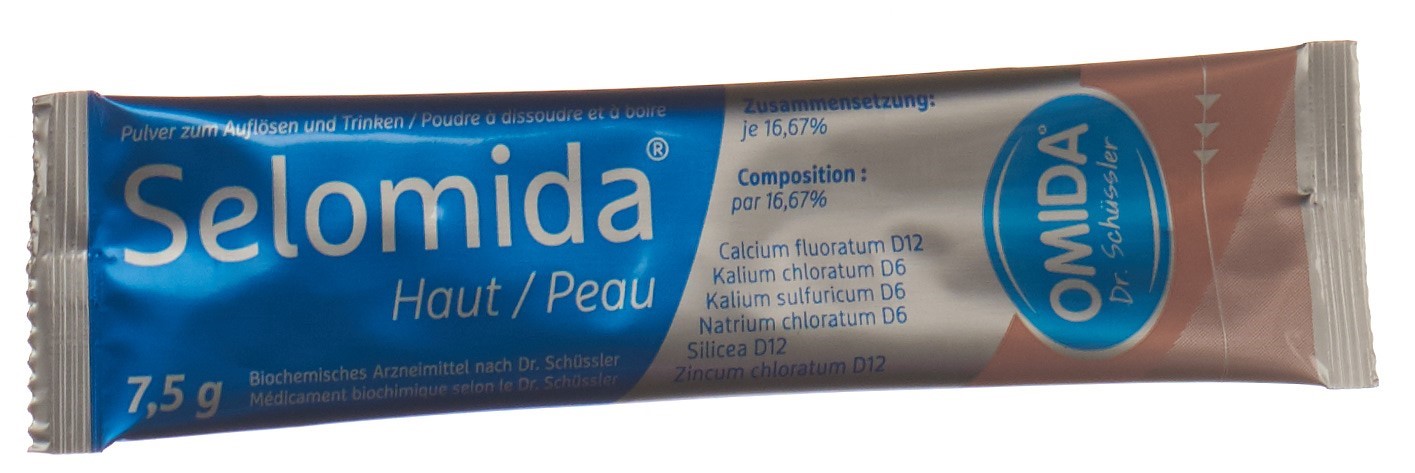 Pulver zum Auflösen und Trinken / Poudre à dissoudre et à boire
Selomida®
Haut / Peau
7,5 g
Biochemisches Arzneimittel nach Dr. Schüssler
Médicament biochimique selon le Dr. Schüssler
Zusammensetzung:
je 16,67%
Composition :
par 16,67%
Calcium fluoratum D12
Kalium chloratum D6
Kalium sulfuricum D6
Natrium chloratum D6
Silicea D12
Zincum chloratum D12
OMIDA®
Dr. Schüssler